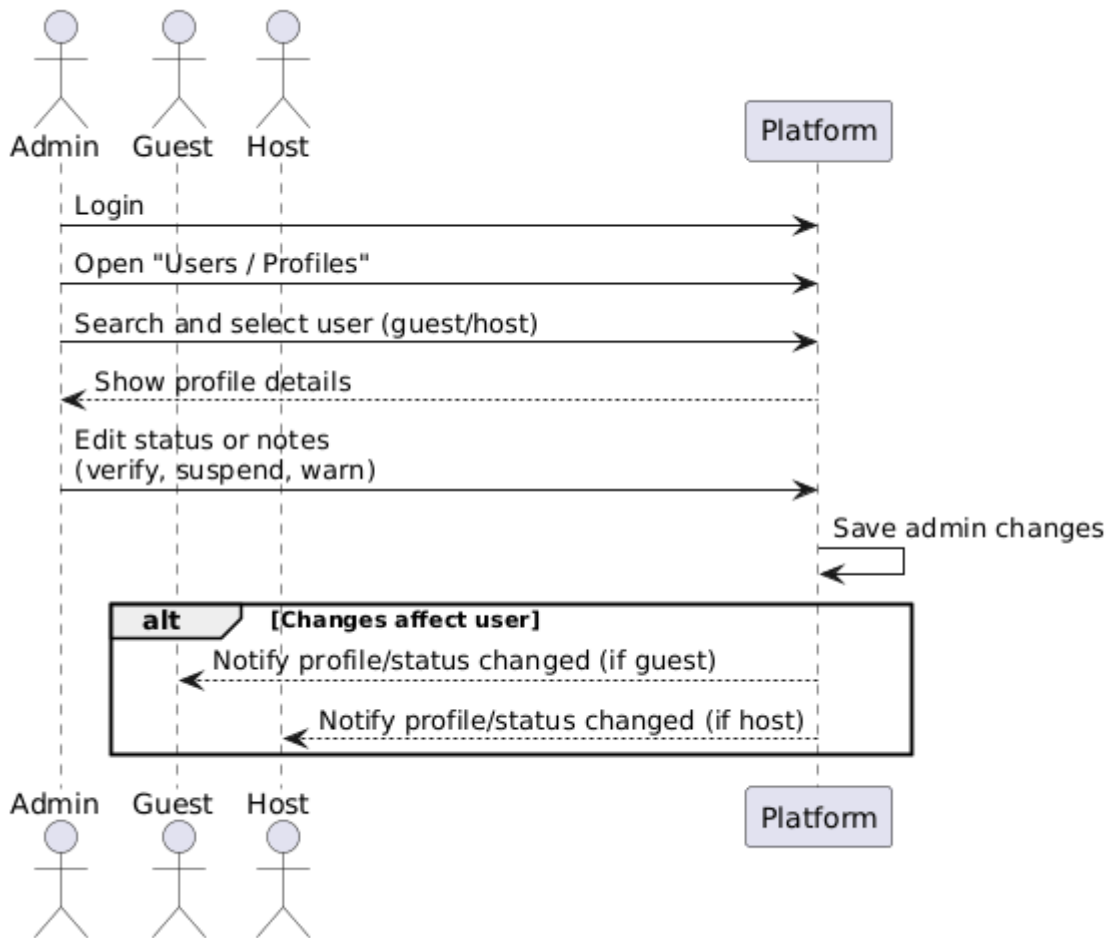 Admin
Guest
Host
Platform
Login
Open "Users / Profiles"
Search and select user (guest/host)
Show profile details
Edit status or notes
(verify, suspend, warn)
Save admin changes
alt
[Changes affect user]
Notify profile/status changed (if guest)
Notify profile/status changed (if host)
Admin
Guest
Host
Platform